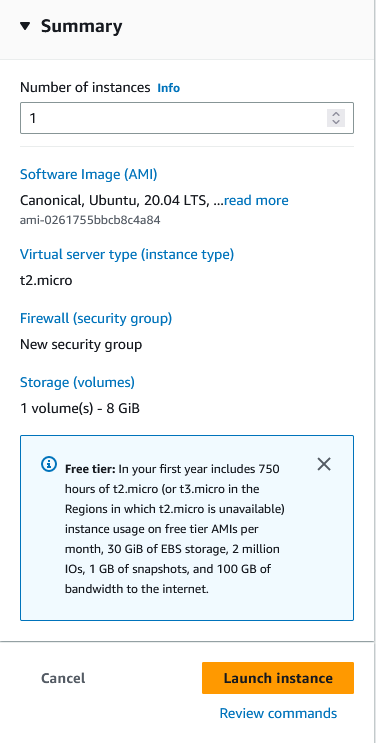 Summary
Number of instances Info
1
Software Image (AMI)
Canonical, Ubuntu, 20.04 LTS, ...read more
ami-0261755bbcb8c4a84
Virtual server type (instance type)
t2.micro
Firewall (security group)
New security group
Storage (volumes)
1 volume(s) - 8 GiB
Free tier: In your first year includes 750
hours of t2.micro (or t3.micro in the
Regions in which t2.micro is unavailable)
instance usage on free tier AMIs per
month, 30 GiB of EBS storage, 2 million
IOs, 1 GB of snapshots, and 100 GB of
bandwidth to the internet.
Cancel
Launch instance
Review commands